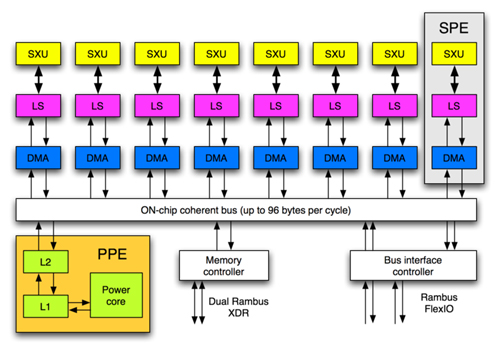 SPE
SXU SXU SXU SXU SXU SXU SXU SXU
LS LS LS LS LS LS LS LS
DMA DMA DMA DMA DMA DMA DMA DMA
ON-chip coherent bus (up to 96 bytes per cycle)
PPE
L2
L1
Power
core
Memory
controller
Dual Rambus
XDR
Bus interface
controller
Rambus
FlexIO